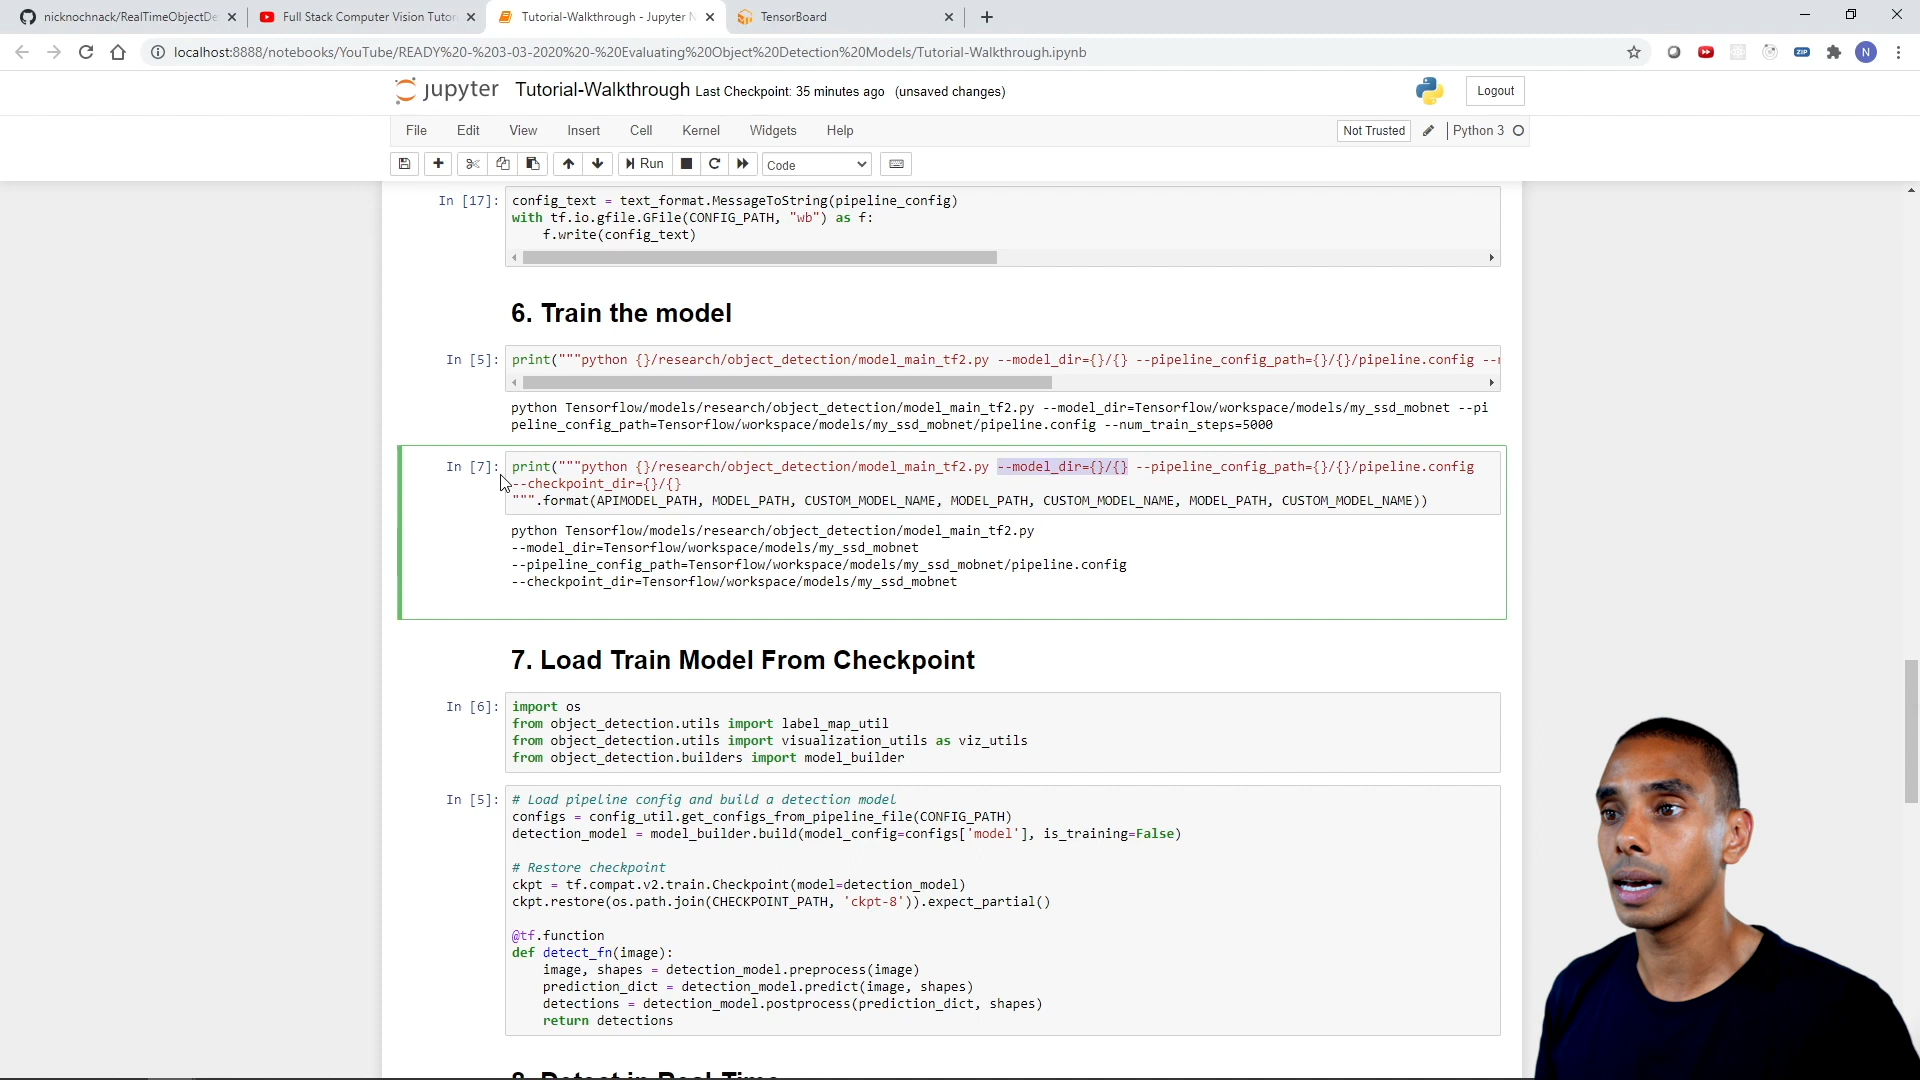 nicknochnack/RealTimeObjectDe
Full Stack Computer Vision Tutor
Tutorial-Walkthrough - Jupyter N
TensorBoard
localhost:8888/notebooks/YouTube/READY%20-%203-03-2020%20-%20Evaluating%20Object%20Detection%20Models/Tutorial-Walkthrough.ipynb
ZIP
N
jupyter Tutorial-Walkthrough Last Checkpoint: 35 minutes ago (unsaved changes)
Logout
File Edit View Insert Cell Kernel Widgets Help
Not Trusted
Python 3
Run
Code
In [17]: config_text = text_format.MessageToString(pipeline_config)
with tf.io.gfile.GFile(CONFIG_PATH, "wb") as f:
f.write(config_text)
6. Train the model
In [5]: print("""python {}/research/object_detection/model_main_tf2.py --model_dir={}/{} --pipeline_config_path={}/{}/pipeline.config --
python Tensorflow/models/research/object_detection/model_main_tf2.py --model_dir=Tensorflow/workspace/models/my_ssd_mobnet --pi
peline_config_path=Tensorflow/workspace/models/my_ssd_mobnet/pipeline.config --num_train_steps=5000
In [7]: print("""python {}/research/object_detection/model_main_tf2.py --model_dir={}/{} --pipeline_config_path={}/{}/pipeline.config
--checkpoint_dir={}/{}
""".format(APIMODEL_PATH, MODEL_PATH, CUSTOM_MODEL_NAME, MODEL_PATH, CUSTOM_MODEL_NAME, MODEL_PATH, CUSTOM_MODEL_NAME))
python Tensorflow/models/research/object_detection/model_main_tf2.py
--model_dir=Tensorflow/workspace/models/my_ssd_mobnet
--pipeline_config_path=Tensorflow/workspace/models/my_ssd_mobnet/pipeline.config
--checkpoint_dir=Tensorflow/workspace/models/my_ssd_mobnet
7. Load Train Model From Checkpoint
In [6]: import os
from object_detection.utils import label_map_util
from object_detection.utils import visualization_utils as viz_utils
from object_detection.builders import model_builder
In [5]: # Load pipeline config and build a detection model
configs = config_util.get_configs_from_pipeline_file(CONFIG_PATH)
detection_model = model_builder.build(model_config=configs['model'], is_training=False)
# Restore checkpoint
ckpt = tf.compat.v2.train.Checkpoint(model=detection_model)
ckpt.restore(os.path.join(CHECKPOINT_PATH, 'ckpt-8')).expect_partial()
@tf.function
def detect_fn(image):
image, shapes = detection_model.preprocess(image)
prediction_dict = detection_model.predict(image, shapes)
detections = detection_model.postprocess(prediction_dict, shapes)
return detections
8. Detect in Real-Time